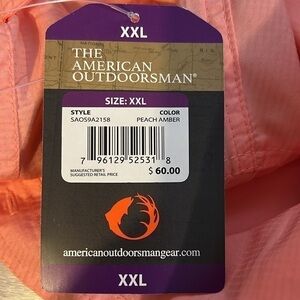 XXL
THE
AMERICAN
OUTDOORSMAN®
SIZE: XXL
STYLE COLOR
SAOS9A2158 PEACH AMBER
7 96129 52531 8
MANUFACTURER'S
SUGGESTED RETAIL PRICE $ 60.00
americanoutdoorsmangear.com
XXL